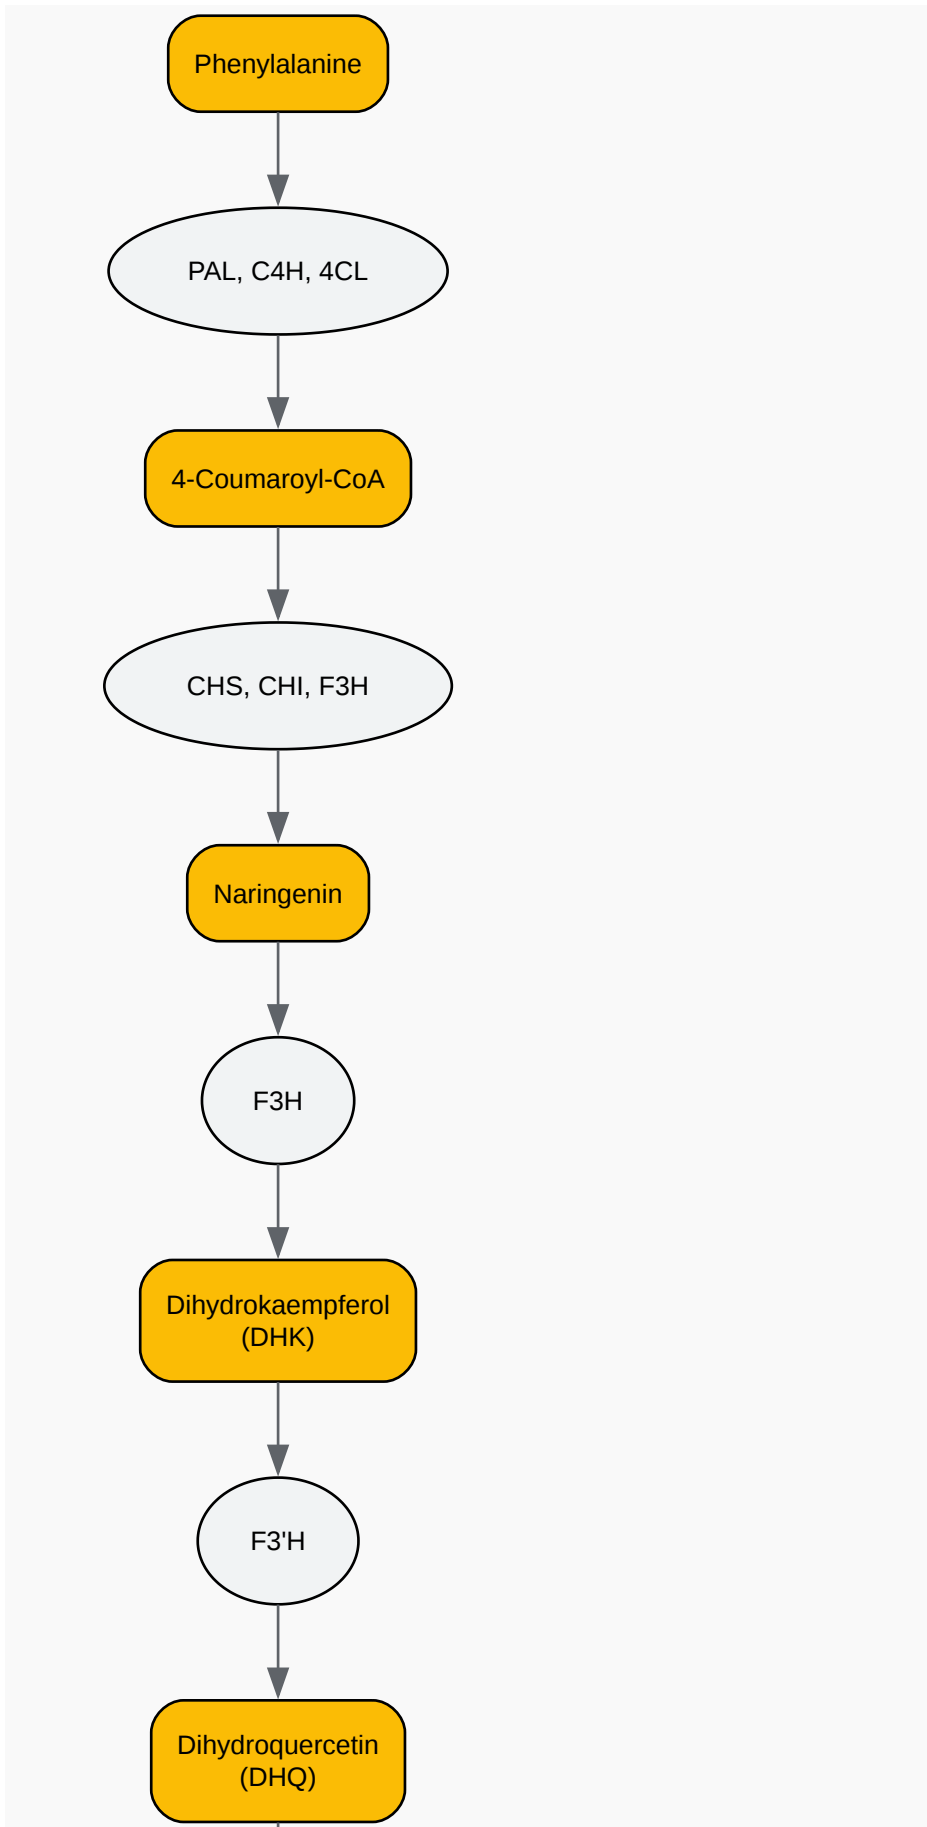 Phenylalanine
PAL, C4H, 4CL
4-Coumaroyl-CoA
CHS, CHI, F3H
Naringenin
F3H
Dihydrokaempferol
(DHK)
F3'H
Dihydroquercetin
(DHQ)